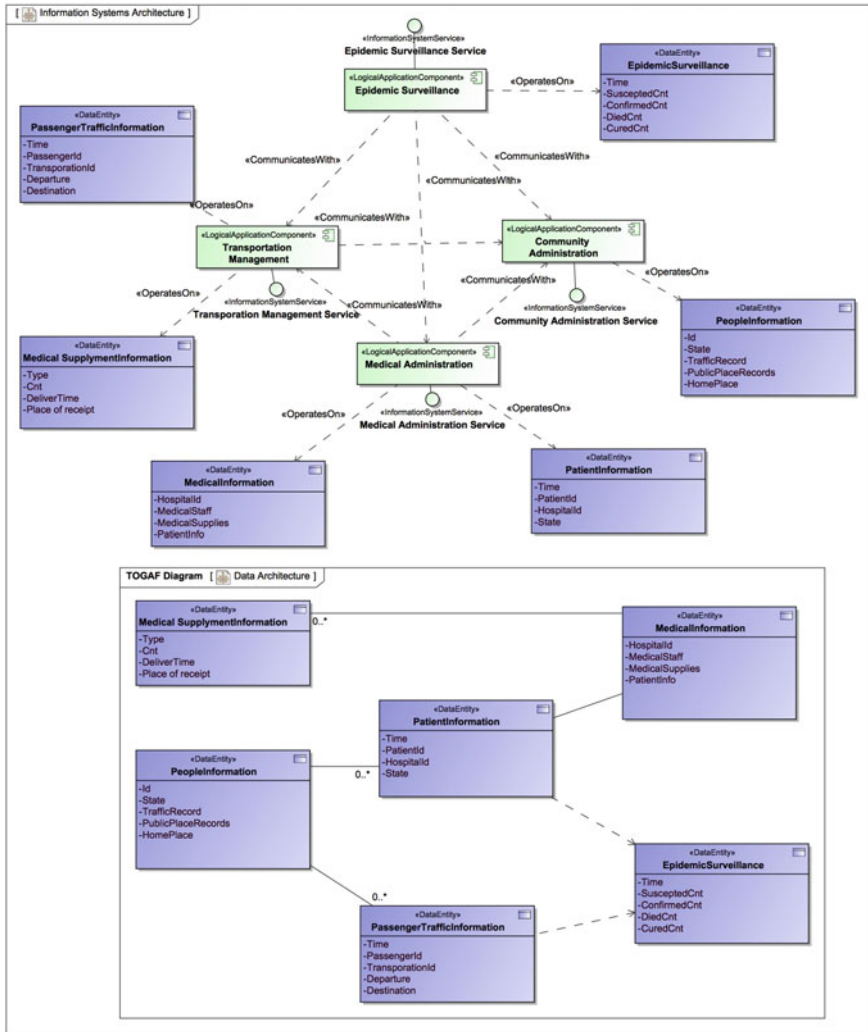 [ Information Systems Architecture ]
«InformationSystemService»
Epidemic Surveillance Service
«LogicalApplicationComponent»
Epidemic Surveillance
«OperatesOn»
«DataEntity»
EpidemicSurveillance
-Time
-SusceptedCnt
-ConfirmedCnt
-DiedCnt
-CuredCnt
«DataEntity»
PassengerTrafficInformation
-Time
-PassengerId
-TransporationId
-Departure
-Destination
«CommunicatesWith»
«CommunicatesWith»
«OperatesOn»
«CommunicatesWith»
«LogicalApplicationComponent»
Transportation
Management
«LogicalApplicationComponent»
Community
Administration
«OperatesOn»
«InformationSystemService»
Transporation Management Service
«CommunicatesWith»
«CommunicatesWith»
«InformationSystemService»
Community Administration Service
«OperatesOn»
«DataEntity»
PeopleInformation
-Id
-State
-TrafficRecord
-PublicPlaceRecords
-HomePlace
«DataEntity»
Medical SupplymentInformation
-Type
-Cnt
-DeliverTime
-Place of receipt
«LogicalApplicationComponent»
Medical Administration
«OperatesOn»
«InformationSystemService»
Medical Administration Service
«OperatesOn»
«DataEntity»
MedicalInformation
-HospitalId
-MedicalStaff
-MedicalSupplies
-PatientInfo
«DataEntity»
PatientInformation
-Time
-PatientId
-HospitalId
-State
TOGAF Diagram [ Data Architecture ]
«DataEntity»
Medical SupplymentInformation
-Type
-Cnt
-DeliverTime
-Place of receipt
0..*
«DataEntity»
MedicalInformation
-HospitalId
-MedicalStaff
-MedicalSupplies
-PatientInfo
«DataEntity»
PatientInformation
-Time
-PatientId
-HospitalId
-State
«DataEntity»
PeopleInformation
-Id
-State
-TrafficRecord
-PublicPlaceRecords
-HomePlace
0..*
0..*
«DataEntity»
EpidemicSurveillance
-Time
-SusceptedCnt
-ConfirmedCnt
-DiedCnt
-CuredCnt
«DataEntity»
PassengerTrafficInformation
-Time
-PassengerId
-TransporationId
-Departure
-Destination